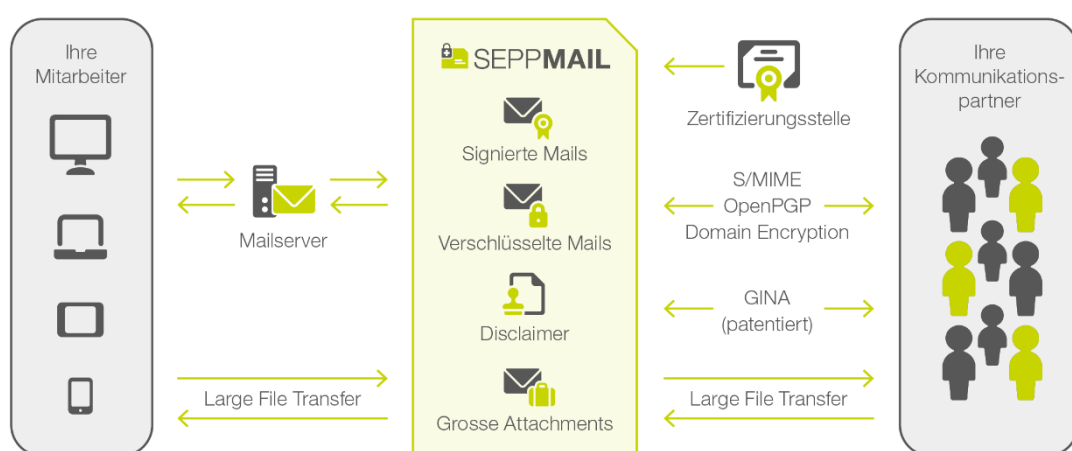 Ihre
Mitarbeiter
Mailserver
Large File Transfer
SEPPMAIL
Signierte Mails
Verschlüsselte Mails
Disclaimer
Grosse Attachments
Zertifizierungsstelle
S/MIME
OpenPGP
Domain Encryption
GINA
(patentiert)
Large File Transfer
Ihre
Kommunikations-
partner